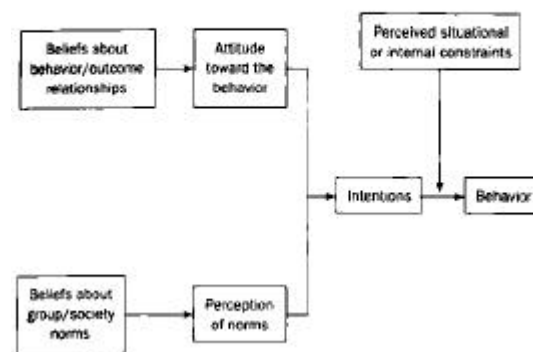 Beliefs about
behavior/outcome
relationships
Attitude
toward the
behavior
Perceived situational
or internal constraints
Intentions
Behavior
Beliefs about
group/society
norms
Perception
of norms